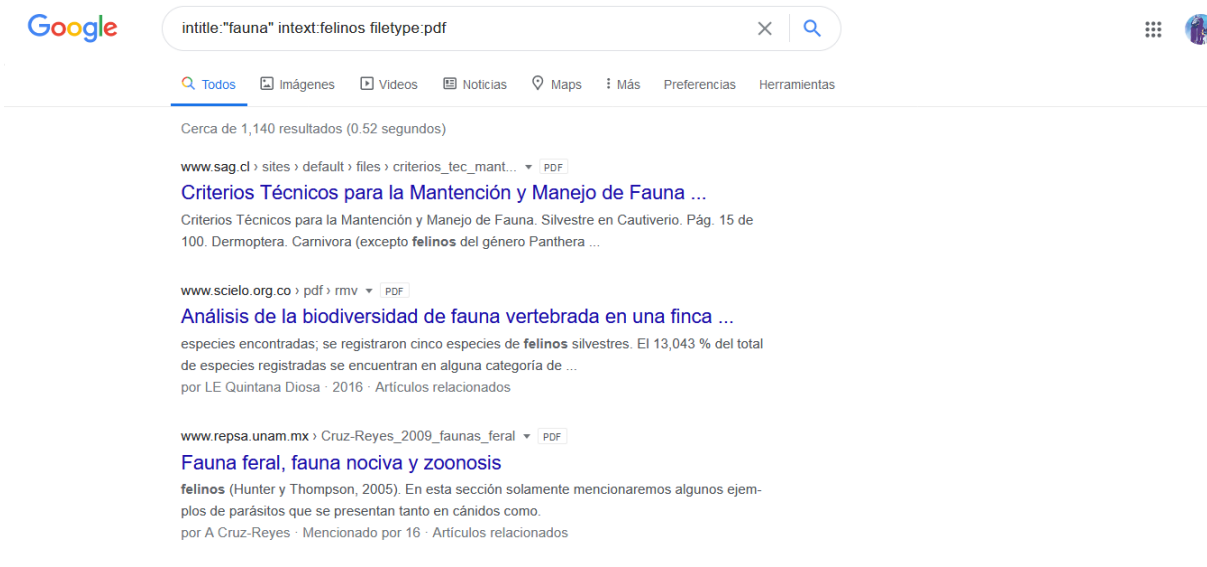 Google
intitle:"fauna" intext:felinos filetype:pdf
Todos Imágenes Videos Noticias Maps Más Preferencias Herramientas
Cerca de 1,140 resultados (0.52 segundos)
www.sag.cl › sites › default › files › criterios_tec_mant... PDF
Criterios Técnicos para la Mantención y Manejo de Fauna ...
Criterios Técnicos para la Mantención y Manejo de Fauna. Silvestre en Cautiverio. Pág. 15 de
100. Dermoptera. Carnivora (excepto felinos del género Panthera ...
www.scielo.org.co › pdf › rmv PDF
Análisis de la biodiversidad de fauna vertebrada en una finca ...
especies encontradas; se registraron cinco especies de felinos silvestres. El 13,043 % del total
de especies registradas se encuentran en alguna categoría de ...
por LE Quintana Diosa · 2016 · Artículos relacionados
www.repsa.unam.mx › Cruz-Reyes_2009_faunas_feral PDF
Fauna feral, fauna nociva y zoonosis
felinos (Hunter y Thompson, 2005). En esta sección solamente mencionaremos algunos ejem-
plos de parásitos que se presentan tanto en cánidos como.
por A Cruz-Reyes · Mencionado por 16 · Artículos relacionados